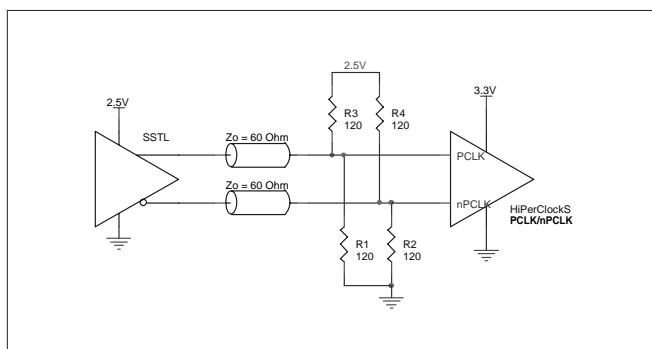 2.5V
3.3V
2.5V
R3
120
R4
120
SSTL
Zo = 60 Ohm
PCLK
Zo = 60 Ohm
nPCLK
HiPerClockS
PCLK/nPCLK
R1
120
R2
120